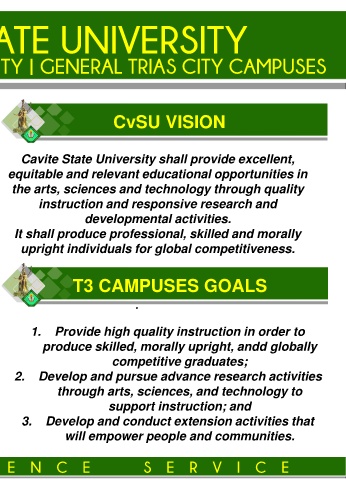 ATE UNIVERSITY
TY | GENERAL TRIAS CITY CAMPUSES
CvSU VISION
Cavite State University shall provide excellent,
equitable and relevant educational opportunities in
the arts, sciences and technology through quality
instruction and responsive research and
developmental activities.
It shall produce professional, skilled and morally
upright individuals for global competitiveness.
T3 CAMPUSES GOALS
.
1. Provide high quality instruction in order to
produce skilled, morally upright, andd globally
competitive graduates;
2. Develop and pursue advance research activities
through arts, sciences, and technology to
support instruction; and
3. Develop and conduct extension activities that
will empower people and communities.
E N C E S E R V I C E